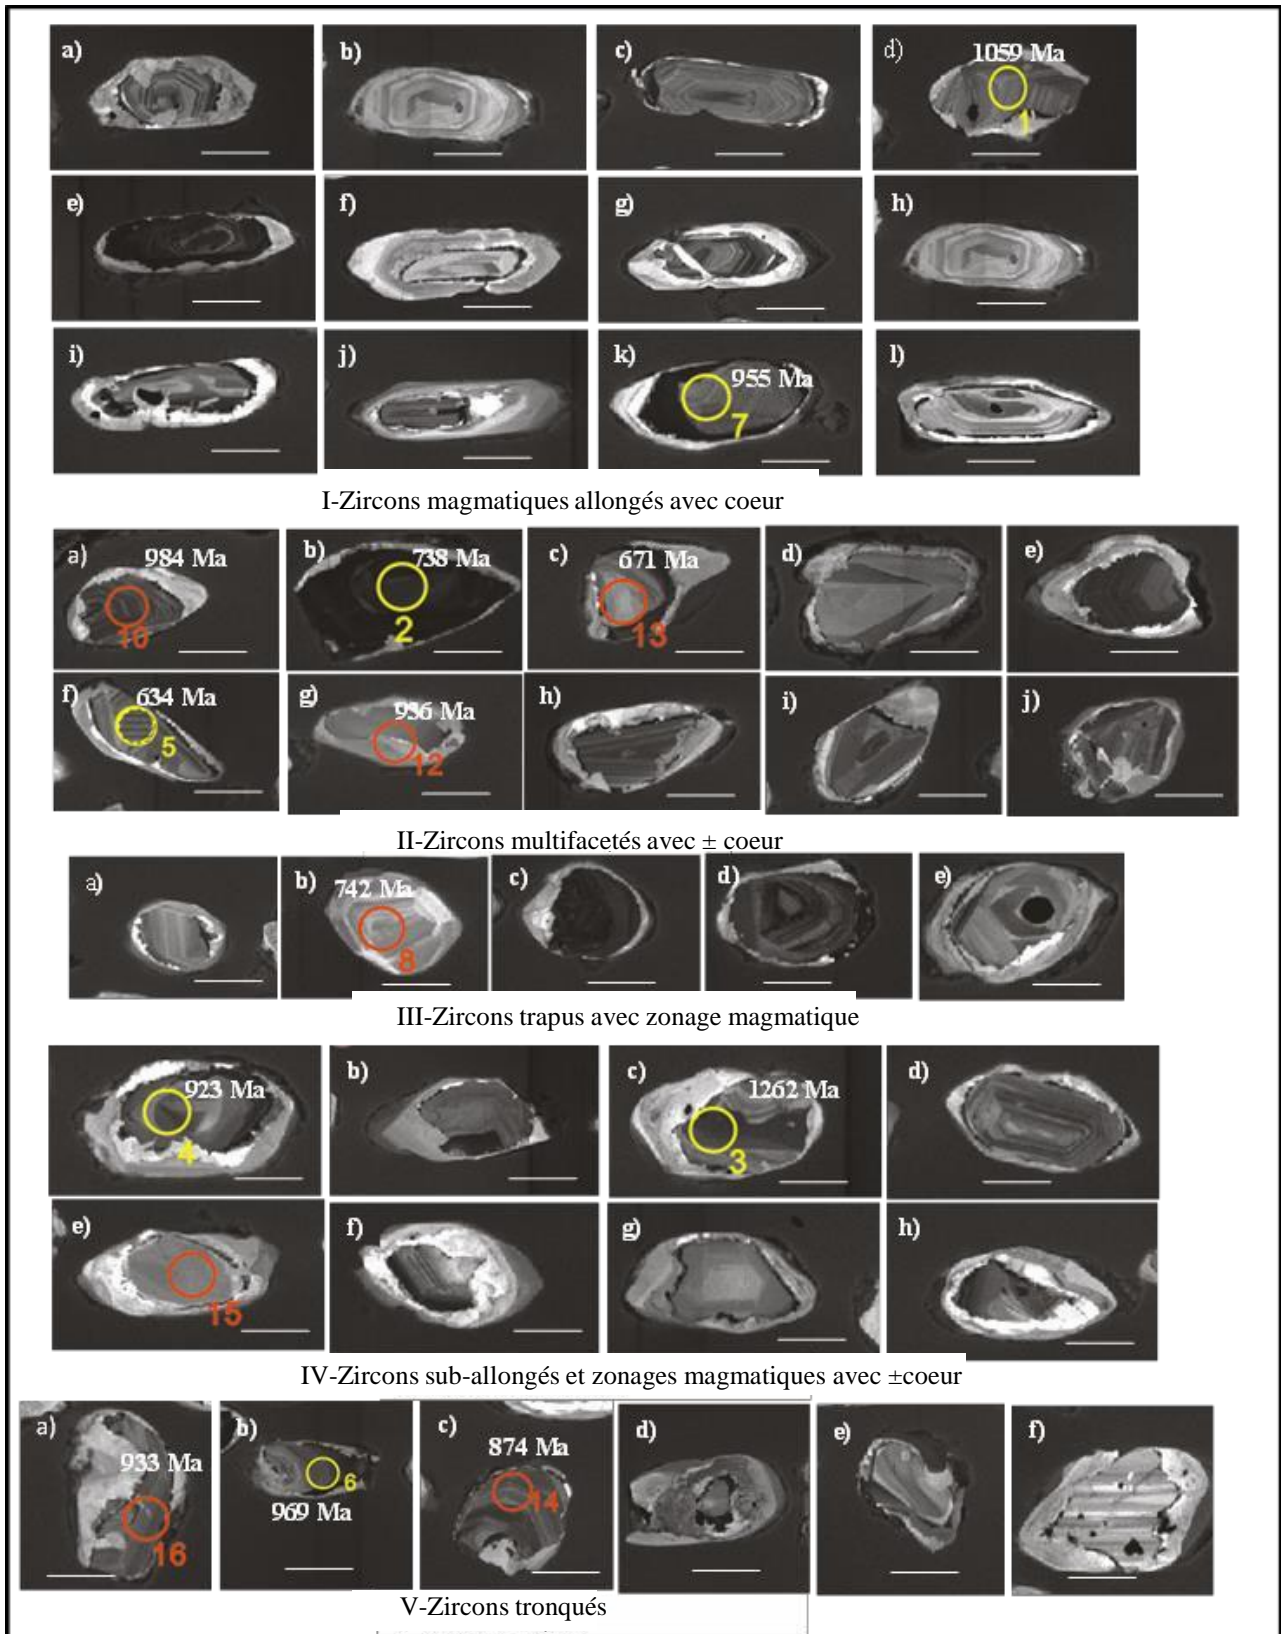 a) b) c) d) 1059 Ma
1
e) f) g) h)
i) j) k) 955 Ma l)
7
I-Zircons magmatiques allongés avec coeur
a) 984 Ma b) 738 Ma c) 671 Ma d) e)
10 2 13
f) 634 Ma g) 936 Ma h) i) j)
5 12
II-Zircons multifacetés avec ± coeur
a) b) 742 Ma c) d) e)
8
III-Zircons trapus avec zonage magmatique
923 Ma b) c) 1262 Ma d)
4 3
e) f) g) h)
15
IV-Zircons sub-allongés et zonages magmatiques avec ±coeur
a) 933 Ma b) c) 874 Ma d) e) f)
16 6 14
969 Ma
V-Zircons tronqués